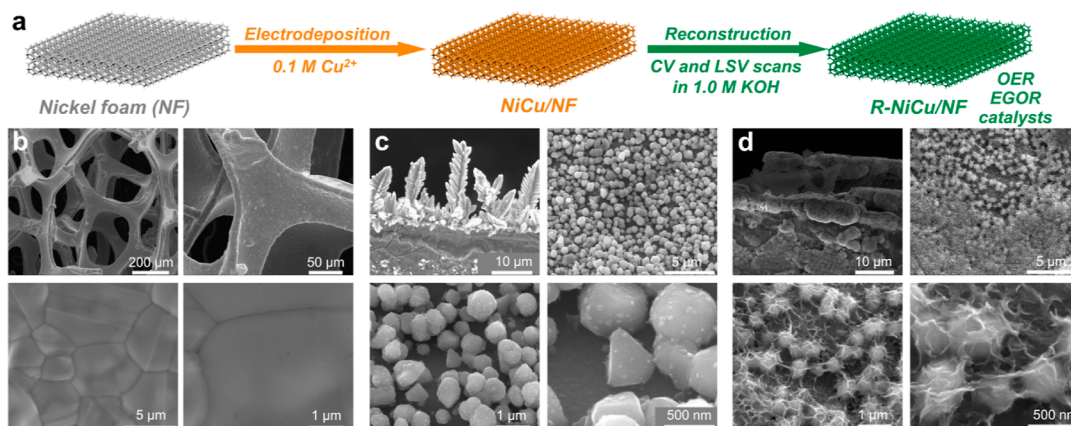 a
Electrodeposition
0.1 M Cu²⁺
Reconstruction
CV and LSV scans
in 1.0 M KOH
Nickel foam (NF)
NiCu/NF
R-NiCu/NF
OER
EGOR
catalysts
b
200 μm
50 μm
5 μm
1 μm
c
10 μm
5 μm
1 μm
500 nm
d
10 μm
5 μm
1 μm
500 nm